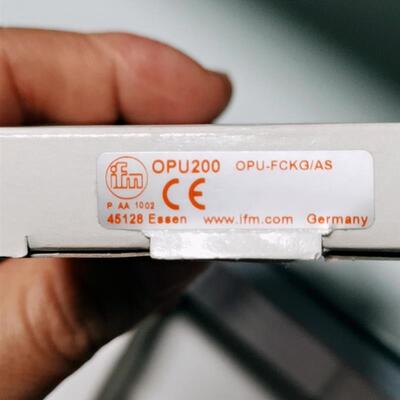 ifm OPU200 OPU-FCKG/AS
P AA 1002 CE
45128 Essen www.ifm.com Germany